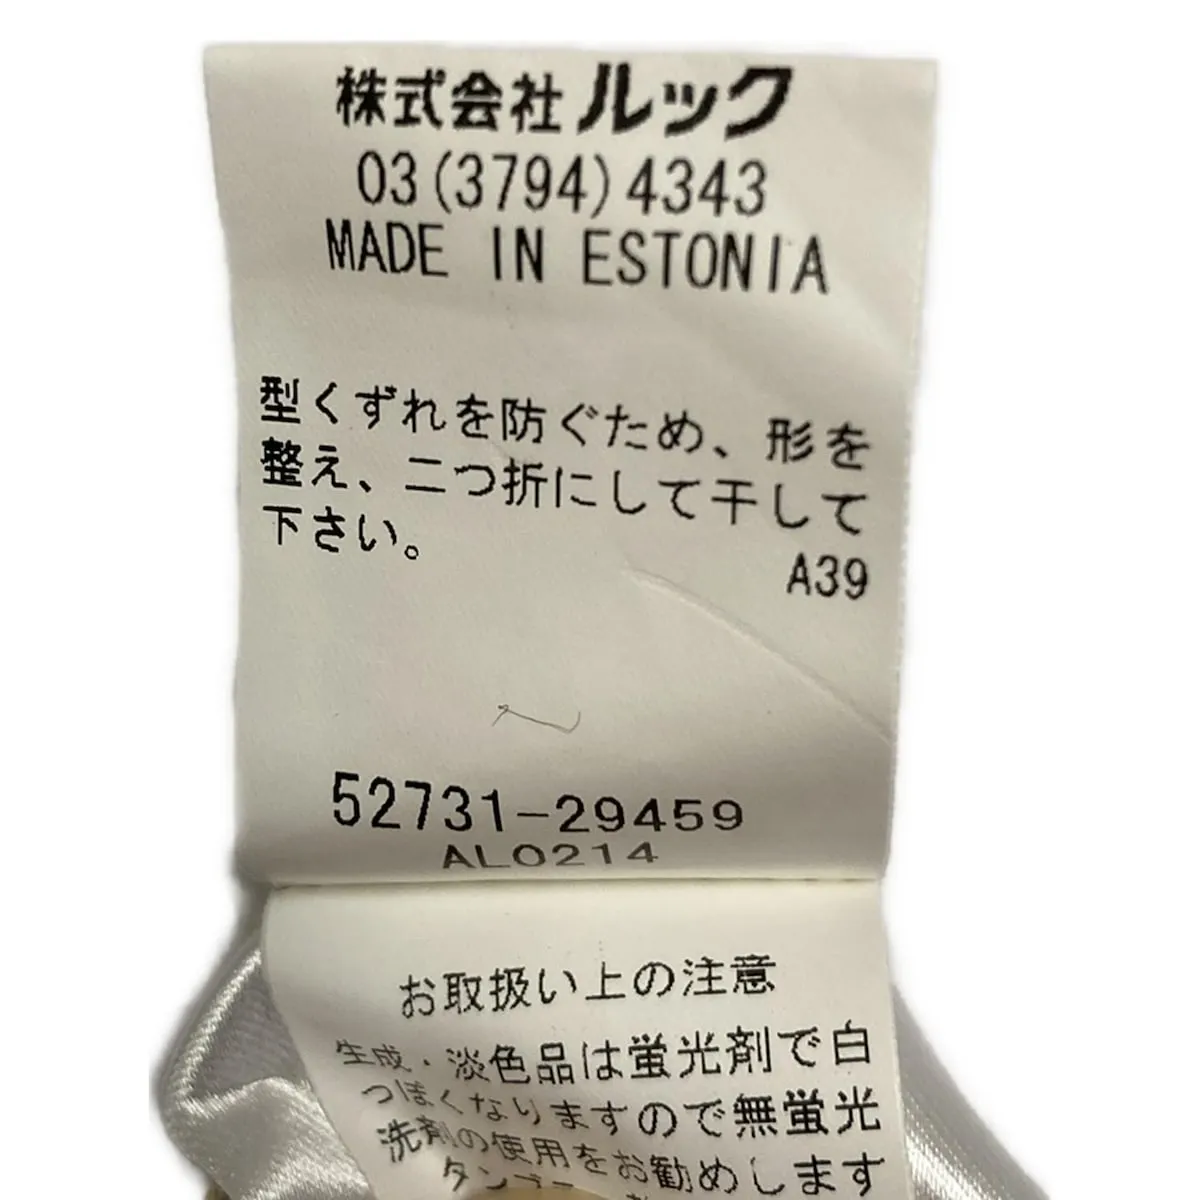 株式会社ルック
03(3794)4343
MADE IN ESTONIA
型くずれを防ぐため、形を
整え、二つ折にして干して
下さい。
A39
52731-29459
AL0214
お取扱い上の注意
生成・淡色品は蛍光剤で白
つぽくなりますので無蛍光
洗剤の使用をお勧めします